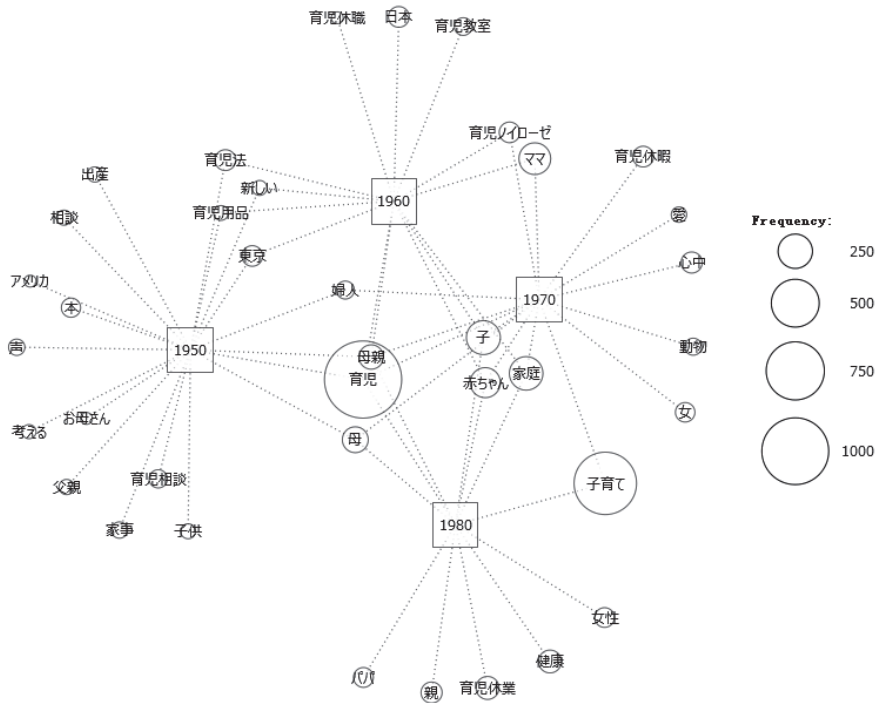 育児休職
日本
育児教室
育児ノイローゼ
ママ
育児休暇
育児法
出産
新しい
1960
育児用品
相談
愛
Frequency:
250
東京
心中
アメリカ
婦人
1970
500
本
子
1950
声
母親
動物
育児
赤ちゃん
家庭
750
女
お母さん
考える
母
1000
育児相談
父親
子育て
家事
子供
1980
女性
健康
パパ
親
育児休業